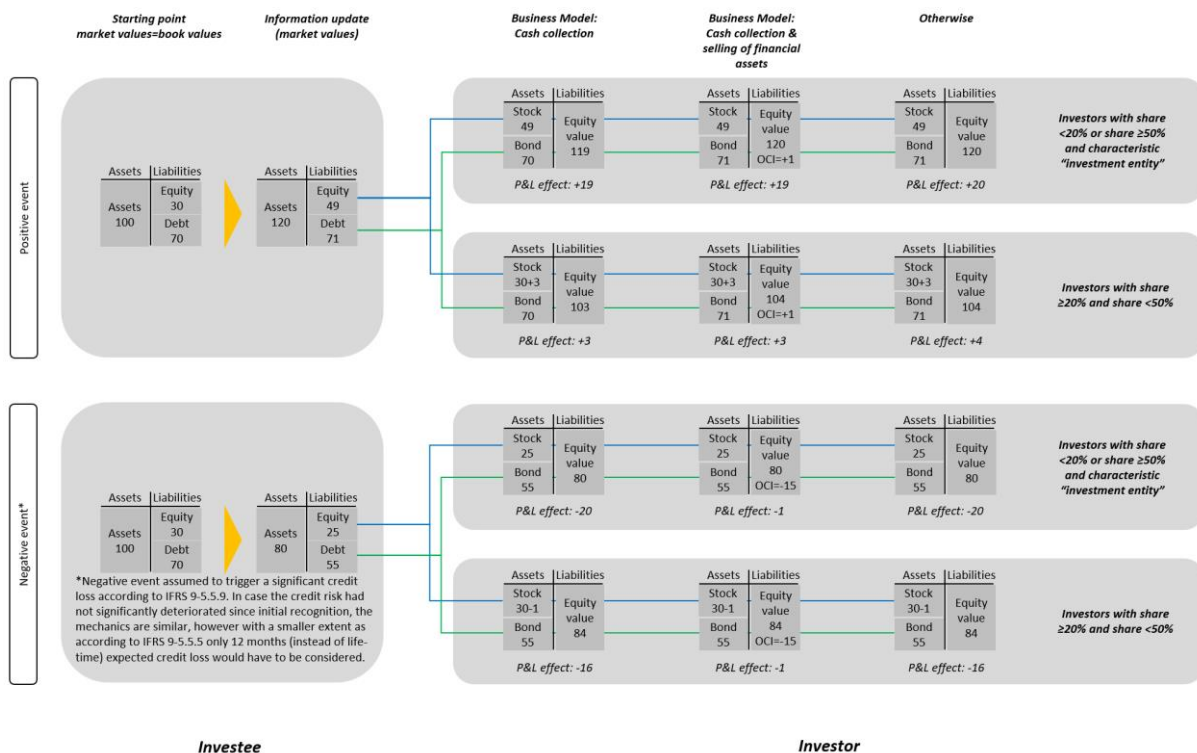 Starting point
market values=book values
Information update
(market values)
Business Model:
Cash collection
Business Model:
Cash collection &
selling of financial
assets
Otherwise
Positive event
Assets Liabilities
Assets
100
Equity
30
Debt
70
Assets Liabilities
Assets
120
Equity
49
Debt
71
Assets Liabilities
Stock
49
Bond
70
Equity
value
119
P&L effect: +19
Assets Liabilities
Stock
49
Bond
71
Equity
value
120
OCI=+1
P&L effect: +19
Assets Liabilities
Stock
49
Bond
71
Equity
value
120
P&L effect: +20
Investors with share
<20% or share ≥50%
and characteristic
“investment entity”
Assets Liabilities
Stock
30+3
Bond
70
Equity
value
103
P&L effect: +3
Assets Liabilities
Stock
30+3
Bond
71
Equity
value
104
OCI=+1
P&L effect: +3
Assets Liabilities
Stock
30+3
Bond
71
Equity
value
104
P&L effect: +4
Investors with share
≥20% and share <50%
Negative event*
Assets Liabilities
Assets
100
Equity
30
Debt
70
Assets Liabilities
Assets
80
Equity
25
Debt
55
*Negative event assumed to trigger a significant credit
loss according to IFRS 9-5.5.9. In case the credit risk had
not significantly deteriorated since initial recognition, the
mechanics are similar, however with a smaller extent as
according to IFRS 9-5.5.5 only 12 months (instead of life-
time) expected credit loss would have to be considered.
Assets Liabilities
Stock
25
Bond
55
Equity
value
80
P&L effect: -20
Assets Liabilities
Stock
25
Bond
55
Equity
value
80
OCI=-15
P&L effect: -1
Assets Liabilities
Stock
25
Bond
55
Equity
value
80
P&L effect: -20
Investors with share
<20% or share ≥50%
and characteristic
“investment entity”
Assets Liabilities
Stock
30-1
Bond
55
Equity
value
84
P&L effect: -16
Assets Liabilities
Stock
30-1
Bond
55
Equity
value
84
OCI=-15
P&L effect: -1
Assets Liabilities
Stock
30-1
Bond
55
Equity
value
84
P&L effect: -16
Investors with share
≥20% and share <50%
Investee
Investor